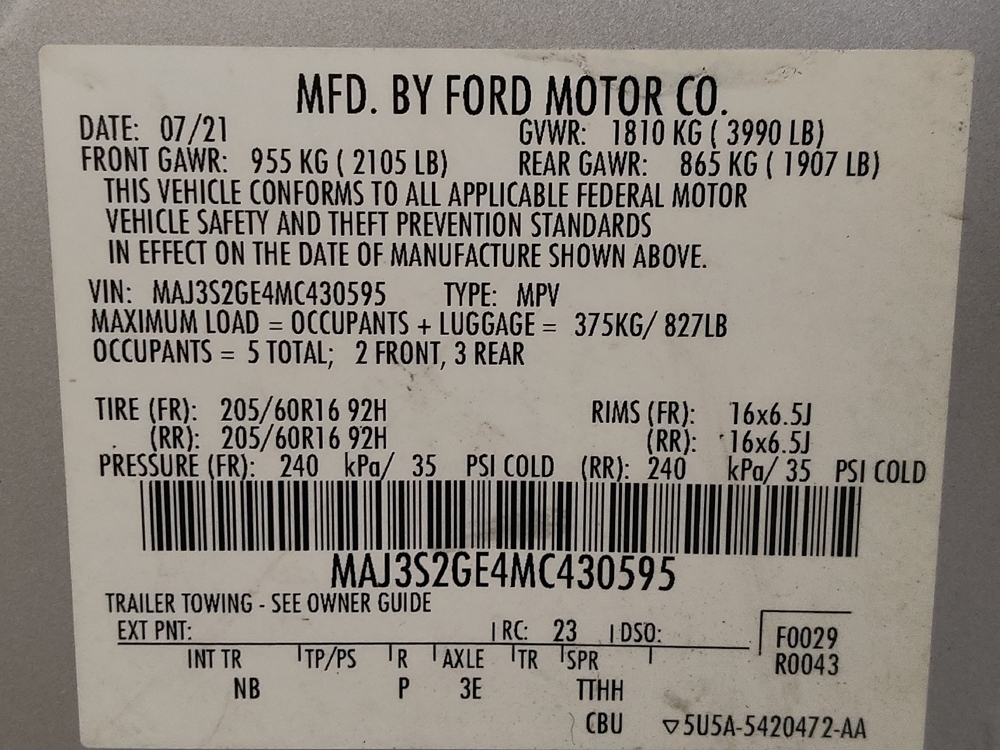 MFD. BY FORD MOTOR CO.
DATE: 07/21 GVWR: 1810 KG ( 3990 LB)
FRONT GAWR: 955 KG ( 2105 LB) REAR GAWR: 865 KG ( 1907 LB)
THIS VEHICLE CONFORMS TO ALL APPLICABLE FEDERAL MOTOR
VEHICLE SAFETY AND THEFT PREVENTION STANDARDS
IN EFFECT ON THE DATE OF MANUFACTURE SHOWN ABOVE.
VIN: MAJ3S2GE4MC430595 TYPE: MPV
MAXIMUM LOAD = OCCUPANTS + LUGGAGE = 375KG/ 827LB
OCCUPANTS = 5 TOTAL; 2 FRONT, 3 REAR
TIRE (FR): 205/60R16 92H RIMS (FR): 16x6.5J
(RR): 205/60R16 92H (RR): 16x6.5J
PRESSURE (FR): 240 kPa/ 35 PSI COLD (RR): 240 kPa/ 35 PSI COLD
MAJ3S2GE4MC430595
TRAILER TOWING - SEE OWNER GUIDE
EXT PNT: RC: 23 DSO: F0029
R0043
INT TR TP/PS R AXLE TR SPR
NB P 3E TTHH
CBU ▽5U5A-5420472-AA